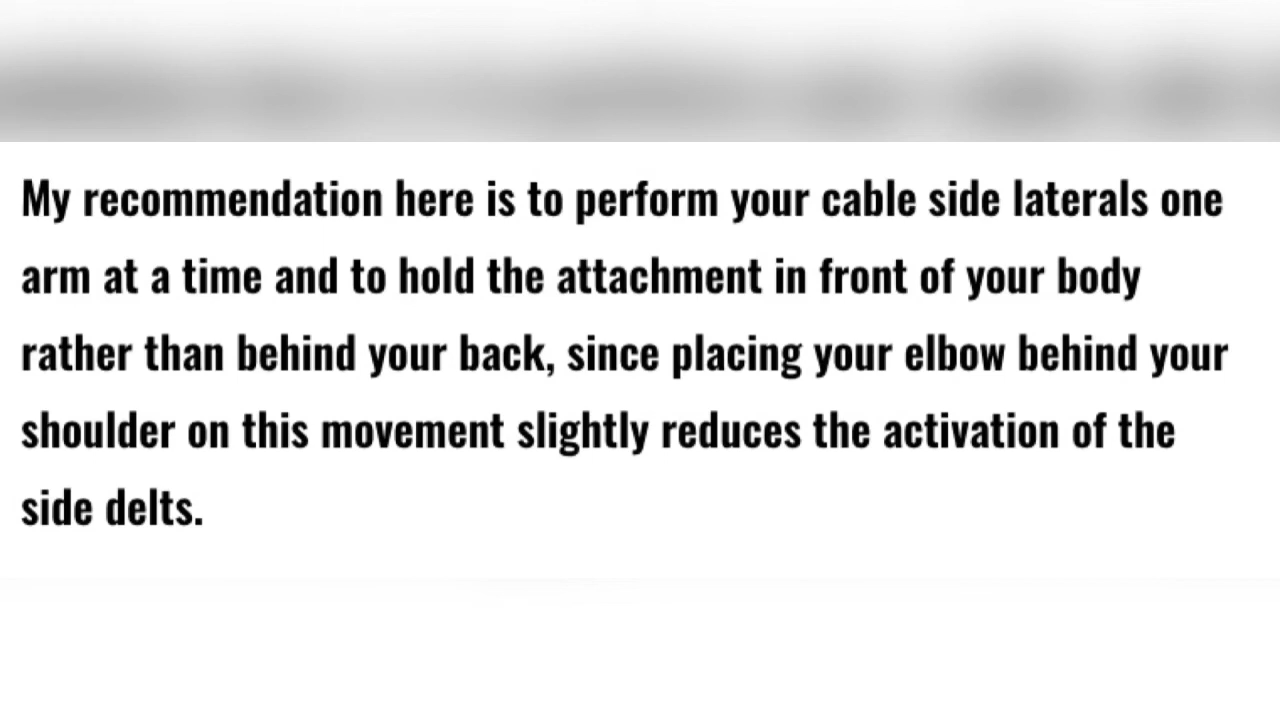 My recommendation here is to perform your cable side laterals one
arm at a time and to hold the attachment in front of your body
rather than behind your back, since placing your elbow behind your
shoulder on this movement slightly reduces the activation of the
side delts.